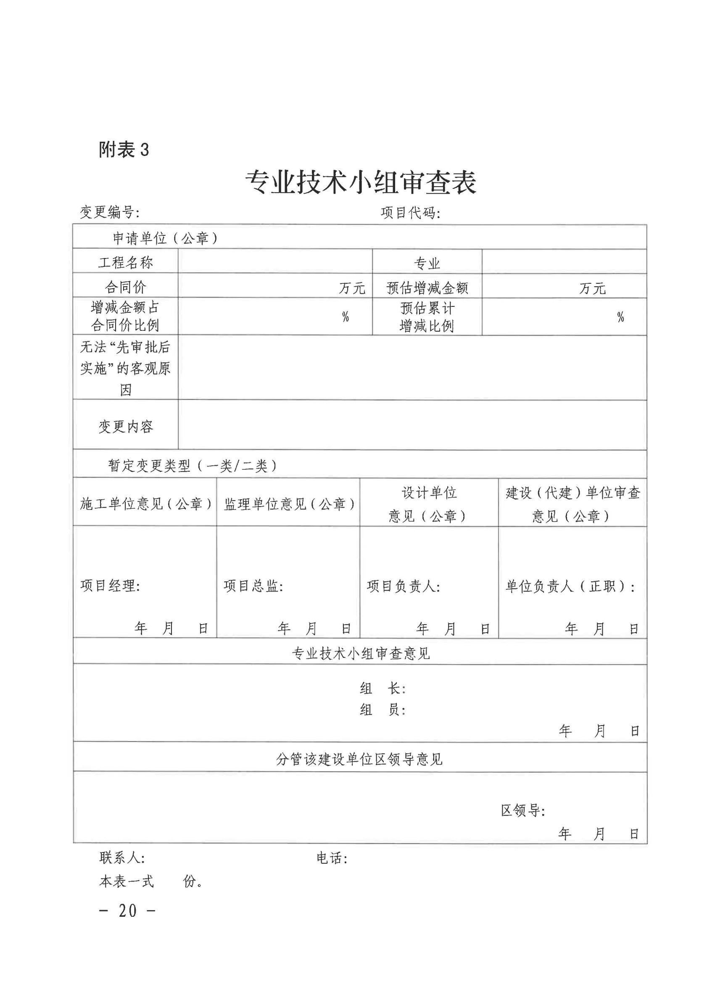 附表 3
专业技术小组审查表
变更编号: 项目代码:
申请单位（公章）
工程名称 专业
合同价 万元 预估增减金额 万元
增减金额占 预估累计
% %
合同价比例 增减比例
无法“先审批后
实施”的客观原
因
变更内容
暂定变更类型（一类/二类）
设计单位 建设（代建）单位审查
施工单位意见（公章） 监理单位意见（公章）
意见（公章） 意见（公章）
项目经理: 项目总监: 项目负责人: 单位负责人（正职）:
年 月 日 年 月 日 年 月 日 年 月 日
专业技术小组审查意见
组 长:
组 员:
年 月 日
分管该建设单位区领导意见
区领导:
年 月 日
联系人: 电话:
本表一式 份。
- 20 -